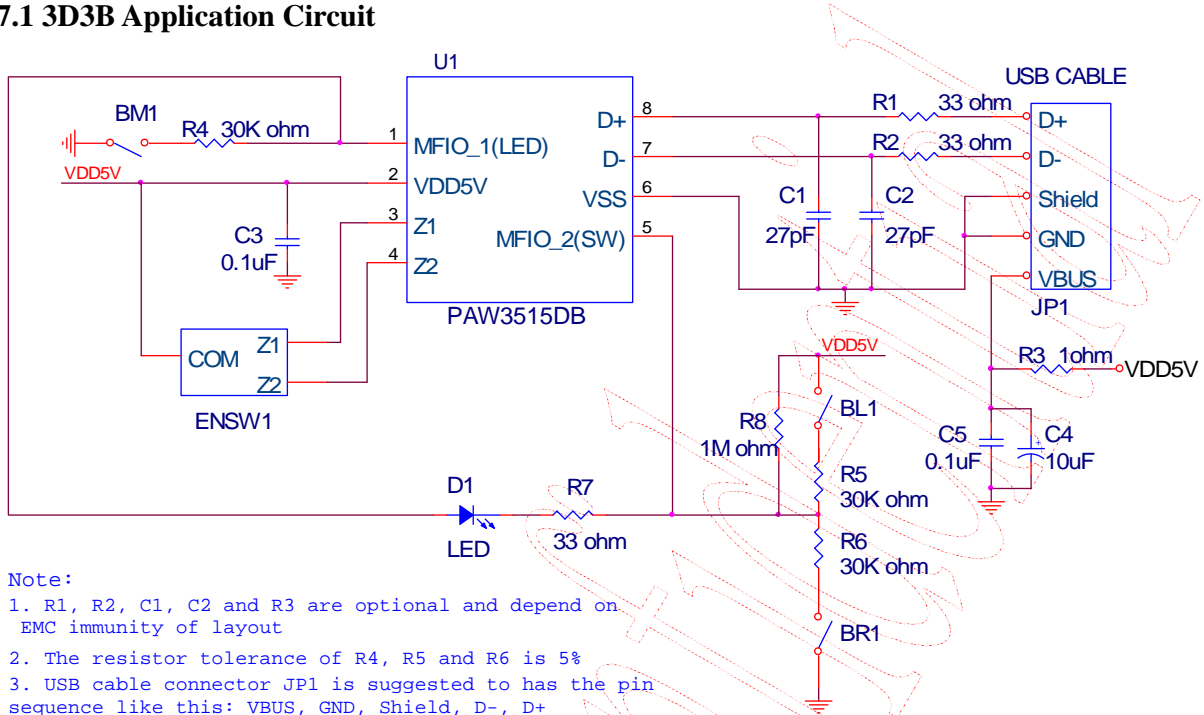 7.1 3D3B Application Circuit
U1
USB CABLE
BM1
R4 30K ohm
VDD5V
1
2
3
4
MFIO_1(LED)
VDD5V
Z1
Z2
D+
D-
VSS
MFIO_2(SW)
8
7
6
5
PAW3515DB
R1 33 ohm
R2 33 ohm
D+
D-
Shield
GND
VBUS
JP1
C1
27pF
C2
27pF
C3
0.1uF
COM
Z1
Z2
ENSW1
VDD5V
R3 1ohm
VDD5V
R8
1M ohm
BL1
C5
0.1uF
C4
10uF
R5
30K ohm
D1
LED
R7
33 ohm
R6
30K ohm
BR1
Note:
1. R1, R2, C1, C2 and R3 are optional and depend on
EMC immunity of layout
2. The resistor tolerance of R4, R5 and R6 is 5%
3. USB cable connector JP1 is suggested to has the pin
sequence like this: VBUS, GND, Shield, D-, D+